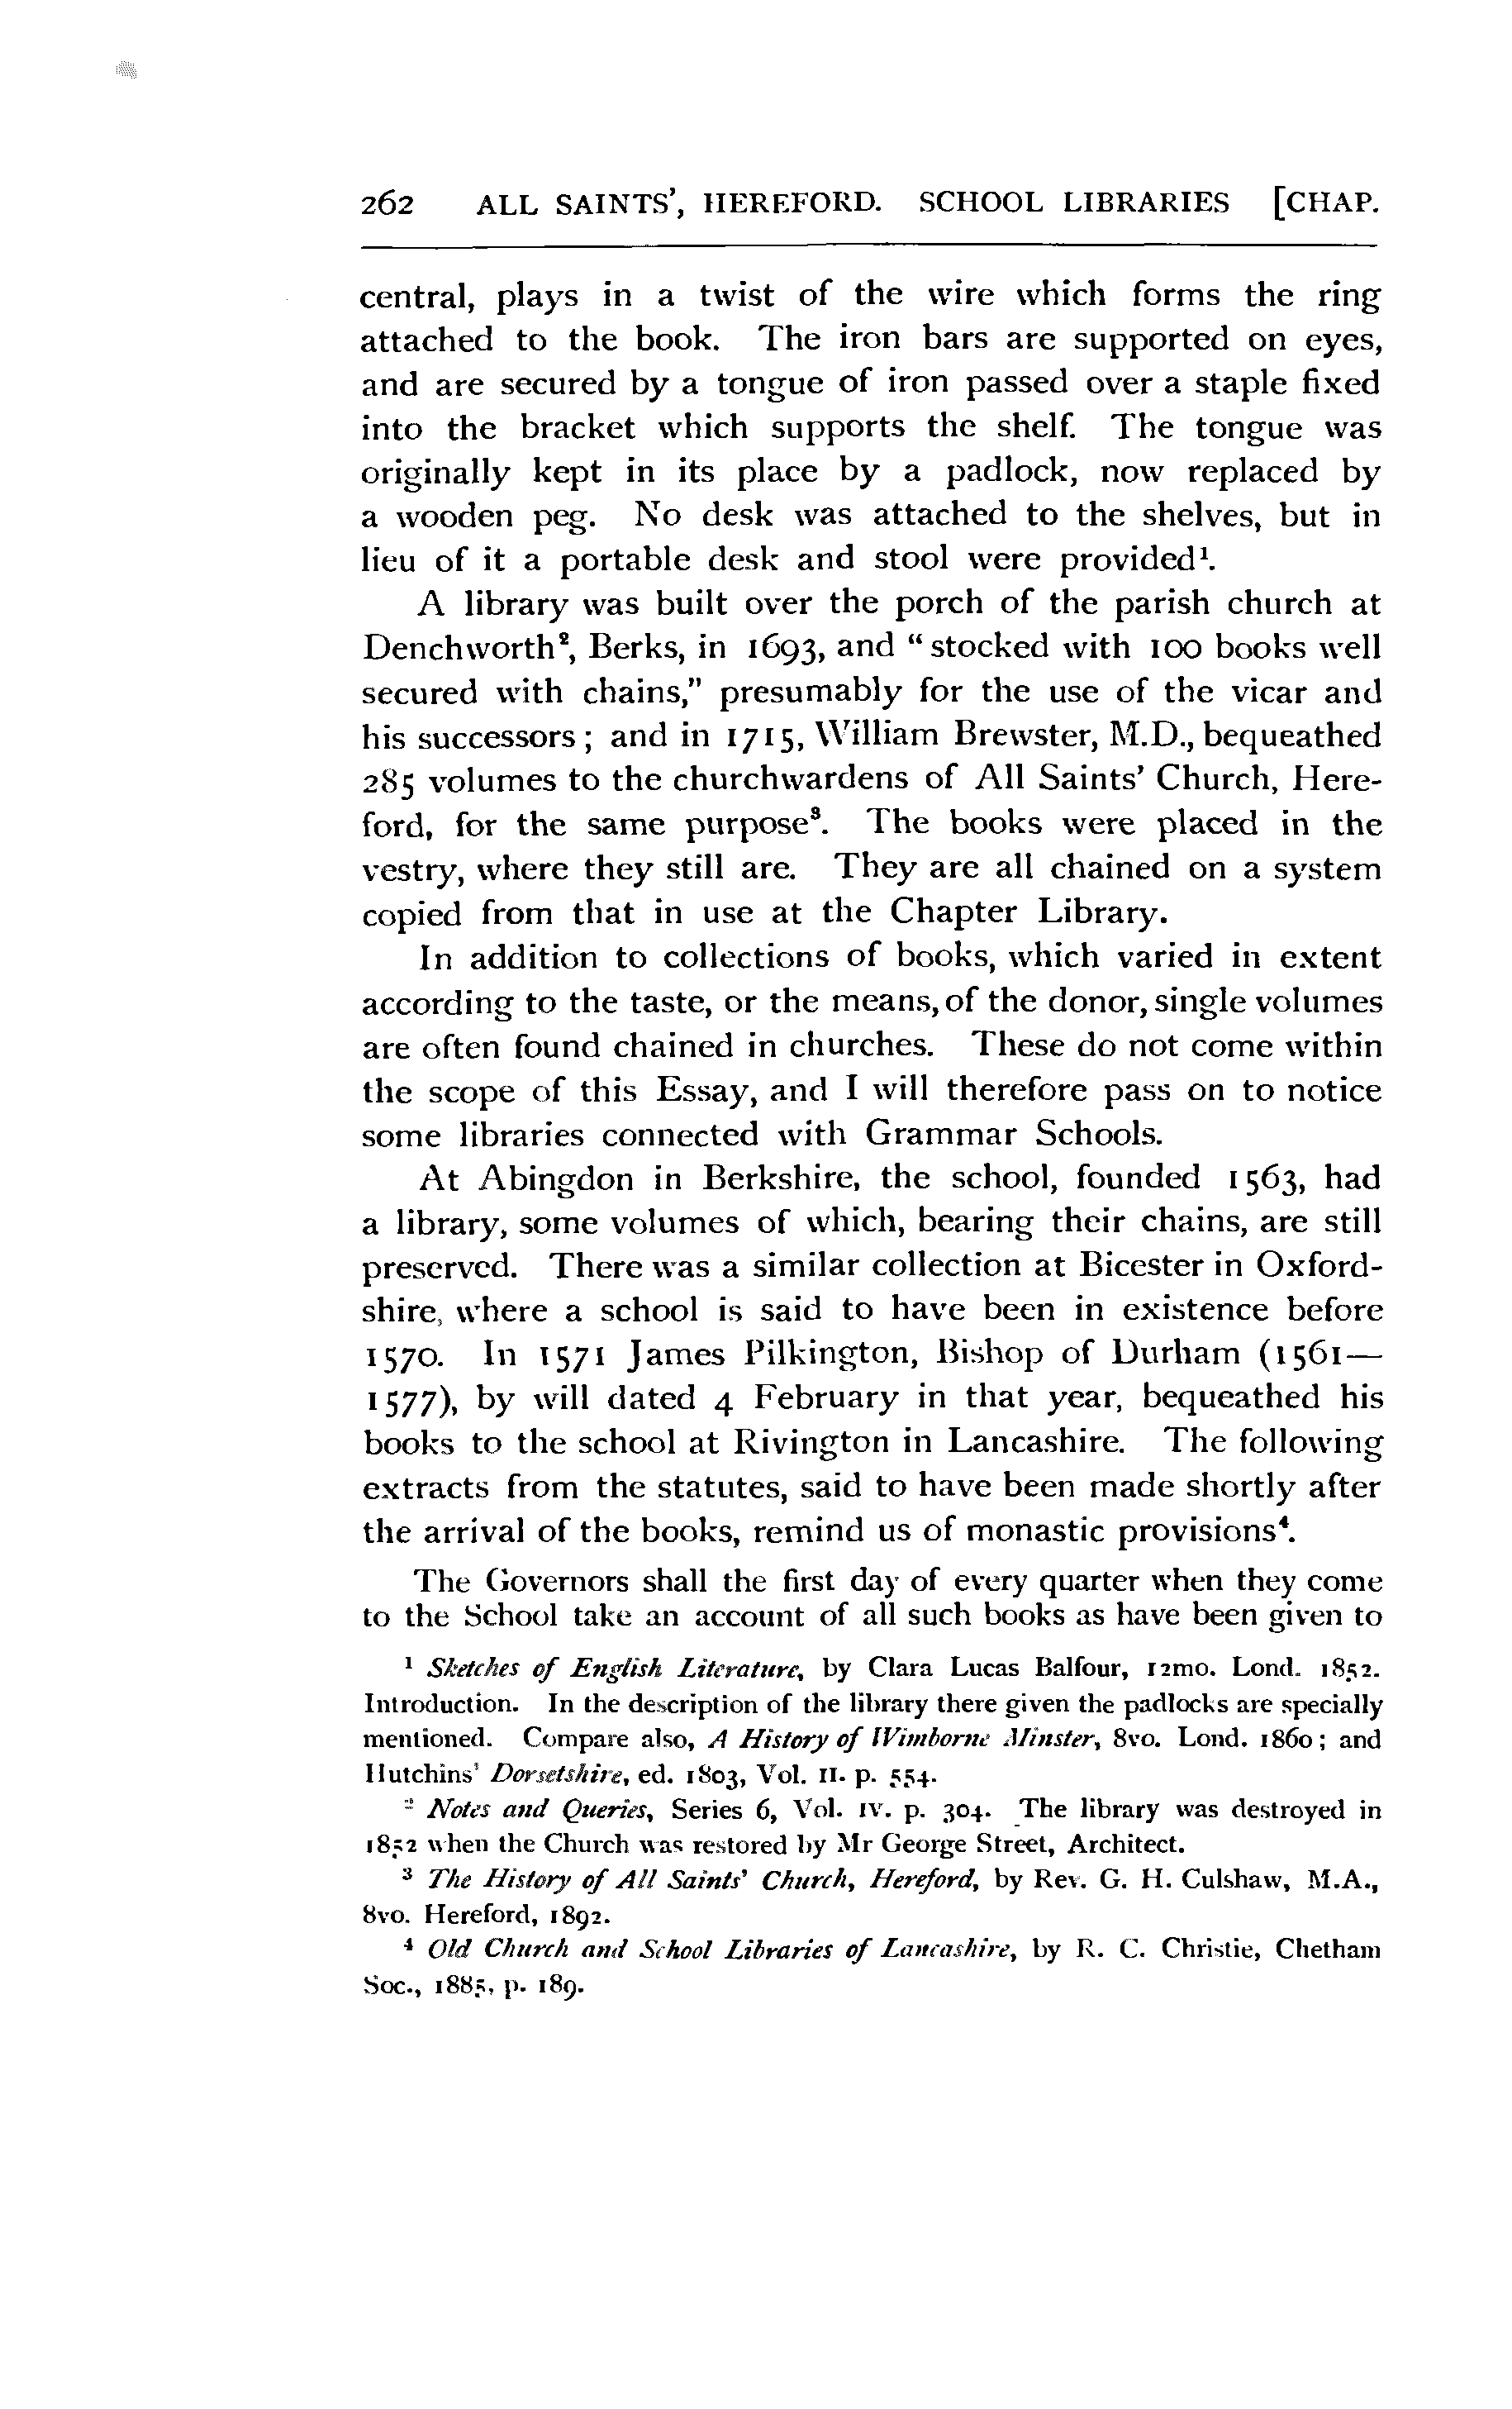 262 ALL SAINTS', HEREFORD. SCHOOL LIBRARIES [CHAP.
central, plays in a twist of the wire which forms the ring
attached to the book. The iron bars are supported on eyes,
and are secured by a tongue of iron passed over a staple fixed
into the bracket which supports the shelf. The tongue was
originally kept in its place by a padlock, now replaced by
a wooden peg. No desk was attached to the shelves, but in
lieu of it a portable desk and stool were provided¹.
A library was built over the porch of the parish church at
Denchworth², Berks, in 1693, and "stocked with 100 books well
secured with chains," presumably for the use of the vicar and
his successors; and in 1715, William Brewster, M.D., bequeathed
285 volumes to the churchwardens of All Saints' Church, Here-
ford, for the same purpose³. The books were placed in the
vestry, where they still are. They are all chained on a system
copied from that in use at the Chapter Library.
In addition to collections of books, which varied in extent
according to the taste, or the means, of the donor, single volumes
are often found chained in churches. These do not come within
the scope of this Essay, and I will therefore pass on to notice
some libraries connected with Grammar Schools.
At Abingdon in Berkshire, the school, founded 1563, had
a library, some volumes of which, bearing their chains, are still
preserved. There was a similar collection at Bicester in Oxford-
shire, where a school is said to have been in existence before
1570. In 1571 James Pilkington, Bishop of Durham (1561—
1577), by will dated 4 February in that year, bequeathed his
books to the school at Rivington in Lancashire. The following
extracts from the statutes, said to have been made shortly after
the arrival of the books, remind us of monastic provisions⁴.
The Governors shall the first day of every quarter when they come
to the School take an account of all such books as have been given to
¹ Sketches of English Literature, by Clara Lucas Balfour, 12mo. Lond. 1852.
Introduction. In the description of the library there given the padlocks are specially
mentioned. Compare also, A History of Wimborne Minster, 8vo. Lond. 1860; and
Hutchins' Dorsetshire, ed. 1803, Vol. II. p. 554.
² Notes and Queries, Series 6, Vol. IV. p. 304. The library was destroyed in
1852 when the Church was restored by Mr George Street, Architect.
³ The History of All Saints' Church, Hereford, by Rev. G. H. Culshaw, M.A.,
8vo. Hereford, 1892.
⁴ Old Church and School Libraries of Lancashire, by R. C. Christie, Chetham
Soc., 1885, p. 189.